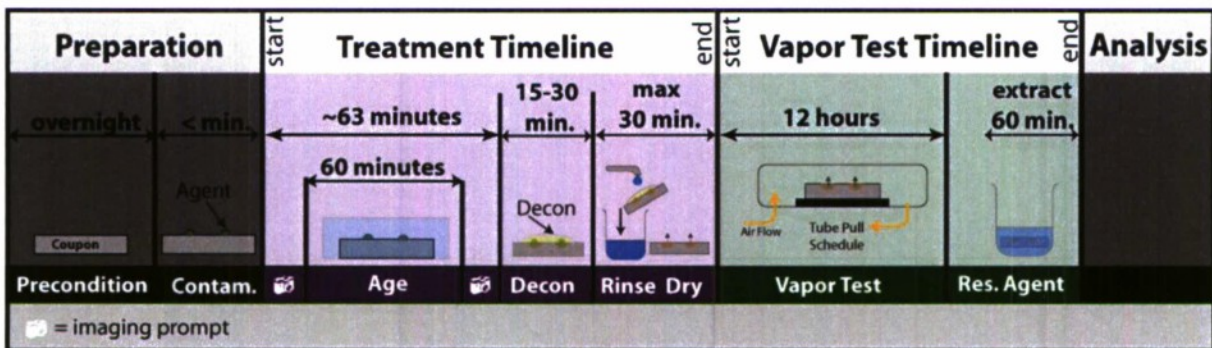 Preparation
start
Treatment Timeline
end
start
Vapor Test Timeline
end
Analysis
overnight
< min.
~63 minutes
15-30
min.
max
30 min.
12 hours
extract
60 min.
60 minutes
Agent
Coupon
Decon
Air Flow
Tube Pull
Schedule
Precondition
Contam.
Age
Decon
Rinse Dry
Vapor Test
Res. Agent
= imaging prompt